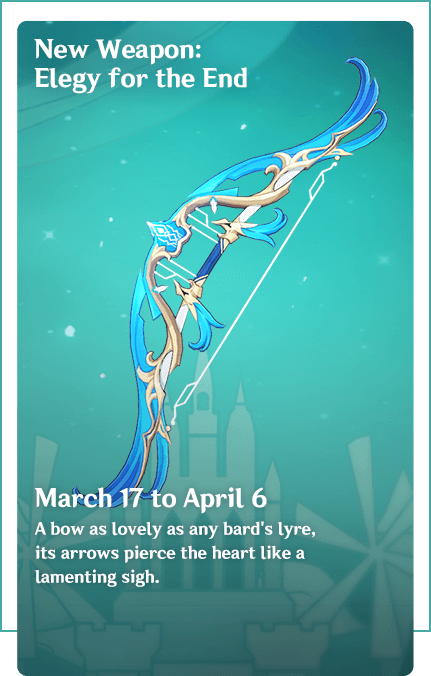 New Weapon:
Elegy for the End
March 17 to April 6
A bow as lovely as any bard's lyre,
its arrows pierce the heart like a
lamenting sigh.